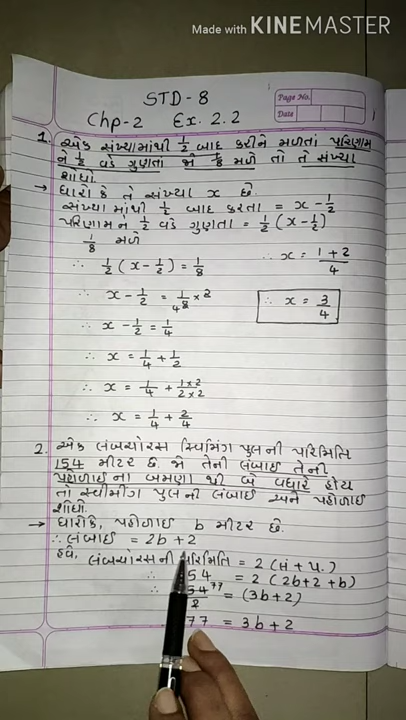 Made with KINEMASTER
STD-8
Page No.
Date
Chp-2 Ex. 2.2
1. એક સંખ્યામાંથી 1/2 બાદ કરીને મળતાં પરિણામ
ને 1/2 વડે ગુણતા જો 1/8 મળે તો તે સંખ્યા
શોધો.
→ ધારો કે તે સંખ્યા x છે.
સંખ્યા માંથી 1/2 બાદ કરતા = x - 1/2
પરિણામને 1/2 વડે ગુણતા = 1/2 (x - 1/2)
1/8 મળે
∴ 1/2 (x - 1/2) = 1/8
∴ x - 1/2 = 1/8 × 2
∴ x - 1/2 = 1/4
∴ x = 1/4 + 1/2
∴ x = 1/4 + 1×2/2×2
∴ x = 1/4 + 2/4
∴ x = 1+2/4
∴ x = 3/4
2. એક લંબચોરસ સ્વિમિંગ પુલની પરિમિતિ
154 મીટર છે. જો તેની લંબાઈ તેની
પહોળાઈના બમણા થી બે વધારે હોય
તો સ્વીમીંગ પુલની લંબાઈ અને પહોળાઈ
શોધો.
→ ધારોકે, પહોળાઈ b મીટર છે.
∴ લંબાઈ = 2b + 2
હવે, લંબચોરસની પરિમિતિ = 2 (લં + પ.)
54 = 2 (2b + 2 + b)
54 77/2 = (3b + 2)
77 = 3b + 2